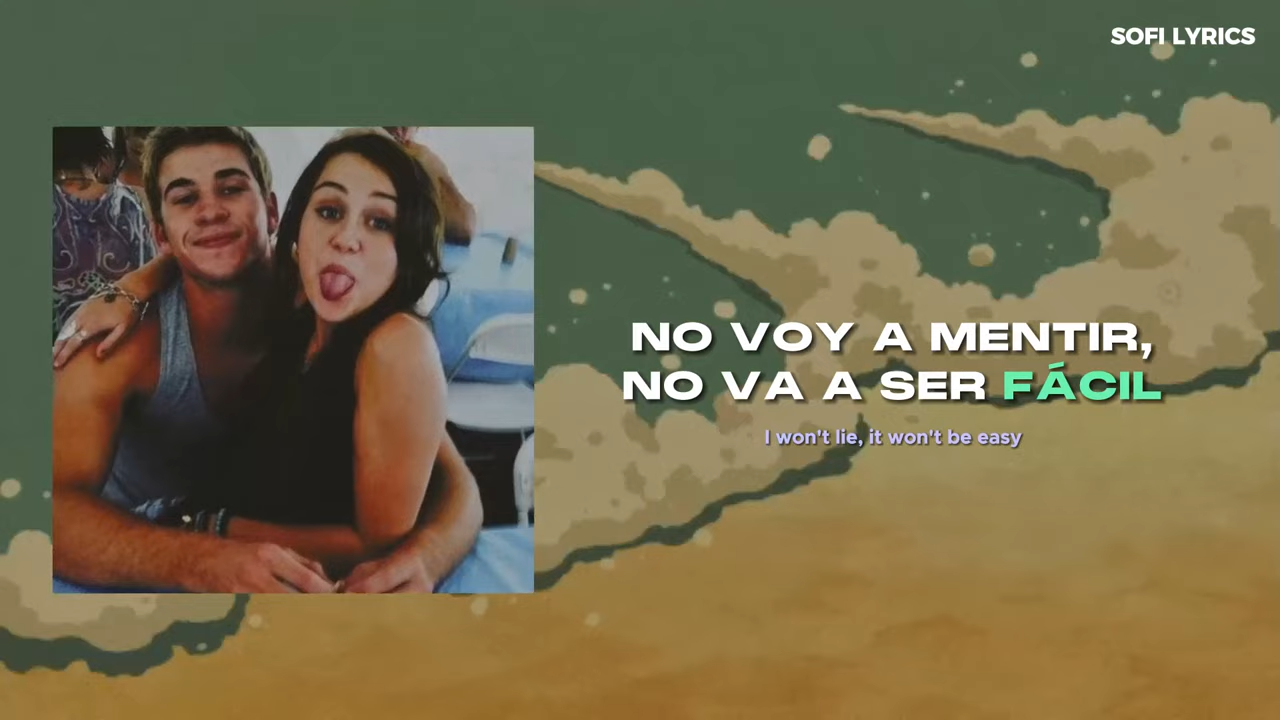 SOFI LYRICS
NO VOY A MENTIR,
NO VA A SER FÁCIL
I won't lie, it won't be easy